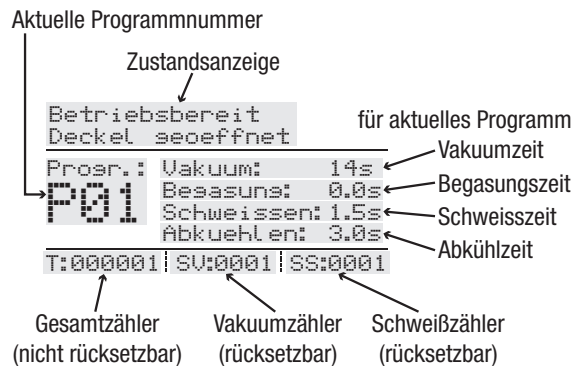 Aktuelle Programmnummer
Zustandsanzeige
Betriebsbereit
Deckel geoeffnet
für aktuelles Programm
Progr.: Vakuum: 14s Vakuumzeit
P01 Begasung: 0.0s Begasungszeit
Schweissen: 1.5s Schweisszeit
Abkuehlen: 3.0s Abkühlzeit
T:000001 SV:0001 SS:0001
Gesamtzähler Vakuumzähler Schweißzähler
(nicht rücksetzbar) (rücksetzbar) (rücksetzbar)